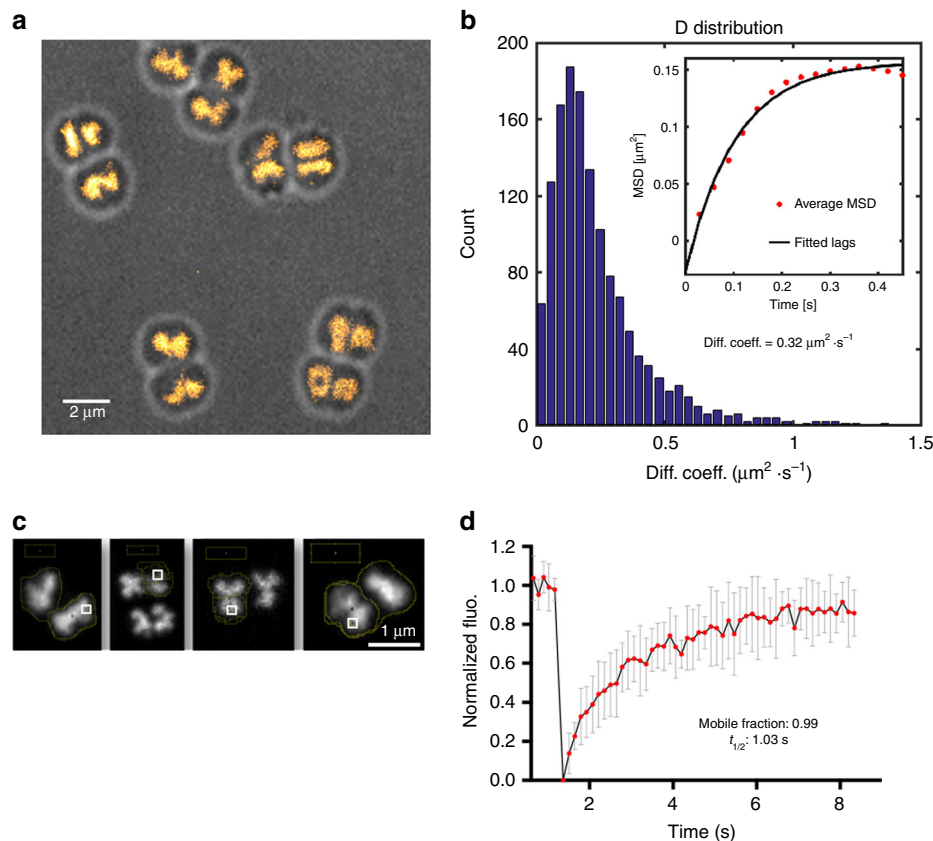 a
2 μm
b
D distribution
200
160
120
80
40
0
Count
0
0.5
1
1.5
Diff. coeff. (μm² ·s⁻¹)
0.15
0.1
0.05
0
MSD [μm²]
Average MSD
Fitted lags
0
0.1
0.2
0.3
0.4
Time [s]
Diff. coeff. = 0.32 μm² ·s⁻¹
c
1 μm
d
1.2
1.0
0.8
0.6
0.4
0.2
0.0
Normalized fluo.
Mobile fraction: 0.99
t1/2: 1.03 s
2
4
6
8
Time (s)